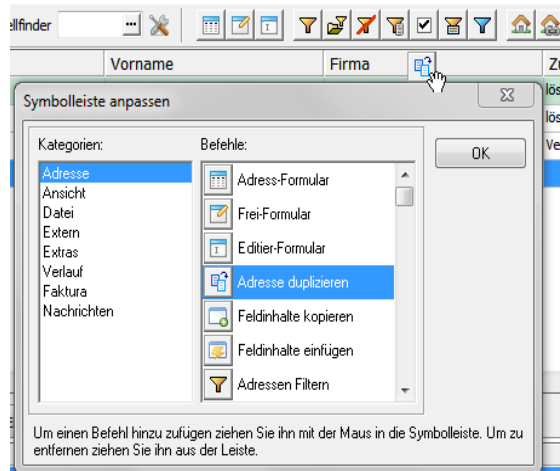 ellfinder
Vorname
Firma
Symbolleiste anpassen
lös
lös
Ve
Kategorien:
Befehle:
OK
Adresse
Ansicht
Datei
Extern
Extras
Verlauf
Faktura
Nachrichten
Adress-Formular
Frei-Formular
Editier-Formular
Adresse duplizieren
Feldinhalte kopieren
Feldinhalte einfügen
Adressen Filtern
Um einen Befehl hinzu zufügen ziehen Sie ihn mit der Maus in die Symbolleiste. Um zu
entfernen ziehen Sie ihn aus der Leiste.